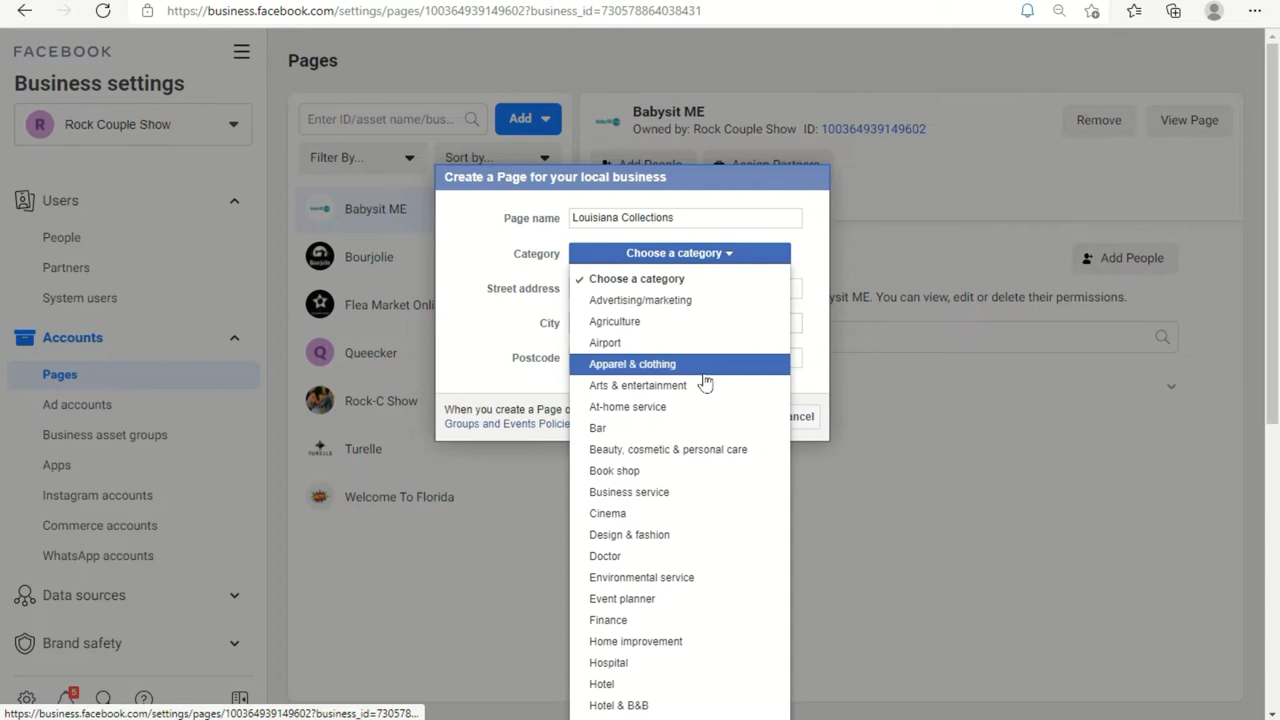 https://business.facebook.com/settings/pages/100364939149602?business_id=730578864038431
FACEBOOK
Business settings
R
Rock Couple Show
Users
People
Partners
System users
Accounts
Pages
Ad accounts
Business asset groups
Apps
Instagram accounts
Commerce accounts
WhatsApp accounts
Data sources
Brand safety
5
https://business.facebook.com/settings/pages/100364939149602?business_id=730578...
Pages
Enter ID/asset name/bus...
Add
Filter By...
Sort by...
Babysit ME
Bourjolie
Flea Market Onli
Q
Queecker
Rock-C Show
TURELLE
Turelle
Welcome To Florida
Babysit ME
Owned by: Rock Couple Show ID: 100364939149602
Remove
View Page
Add People
Assign Partners
Add People
ysit ME. You can view, edit or delete their permissions.
Create a Page for your local business
Page name
Louisiana Collections
Category
Choose a category
Street address
City
Postcode
When you create a Page o
Groups and Events Policie
ancel
Choose a category
Advertising/marketing
Agriculture
Airport
Apparel & clothing
Arts & entertainment
At-home service
Bar
Beauty, cosmetic & personal care
Book shop
Business service
Cinema
Design & fashion
Doctor
Environmental service
Event planner
Finance
Home improvement
Hospital
Hotel
Hotel & B&B